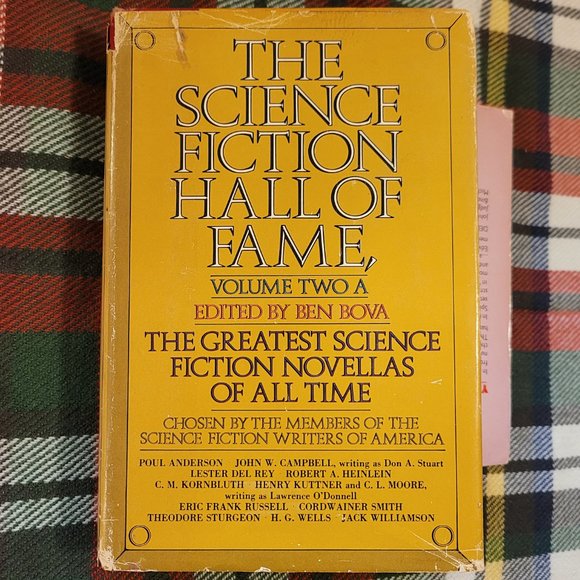 THE
SCIENCE
FICTION
HALL OF
FAME,
VOLUME TWO A
EDITED BY BEN BOVA
THE GREATEST SCIENCE
FICTION NOVELLAS
OF ALL TIME
CHOSEN BY THE MEMBERS OF THE
SCIENCE FICTION WRITERS OF AMERICA
POUL ANDERSON · JOHN W. CAMPBELL, writing as Don A. Stuart
LESTER DEL REY · ROBERT A. HEINLEIN
C. M. KORNBLUTH · HENRY KUTTNER and C. L. MOORE,
writing as Lawrence O'Donnell
ERIC FRANK RUSSELL · CORDWAINER SMITH
THEODORE STURGEON · H. G. WELLS · JACK WILLIAMSON